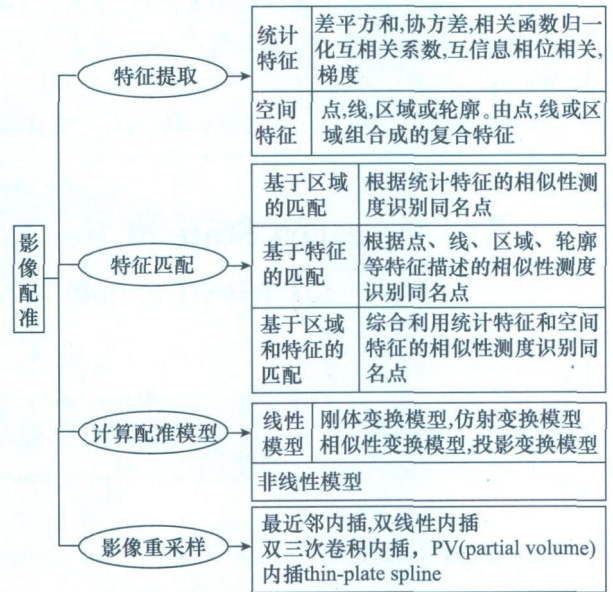 影像配准
特征提取
统计
特征
差平方和,协方差,相关函数归一
化互相关系数,互信息相位相关,
梯度
空间
特征
点,线,区域或轮廓。由点,线或区
域组合成的复合特征
特征匹配
基于区域
的匹配
根据统计特征的相似性测
度识别同名点
基于特征
的匹配
根据点、线、区域、轮廓
等特征描述的相似性测度
识别同名点
基于区域
和特征的
匹配
综合利用统计特征和空间
特征的相似性测度识别同
名点
计算配准模型
线性
模型
刚体变换模型,仿射变换模型
相似性变换模型,投影变换模型
非线性模型
影像重采样
最近邻内插,双线性内插
双三次卷积内插，PV(partial volume)
内插thin-plate spline